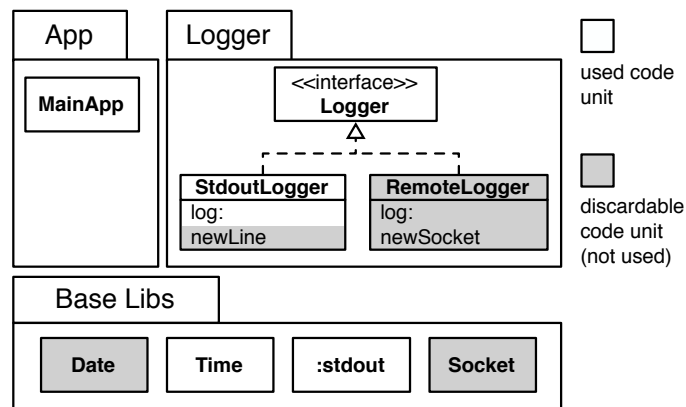 App
Logger
MainApp
<<interface>>
Logger
StdoutLogger
log:
newLine
RemoteLogger
log:
newSocket
used code
unit
discardable
code unit
(not used)
Base Libs
Date
Time
:stdout
Socket